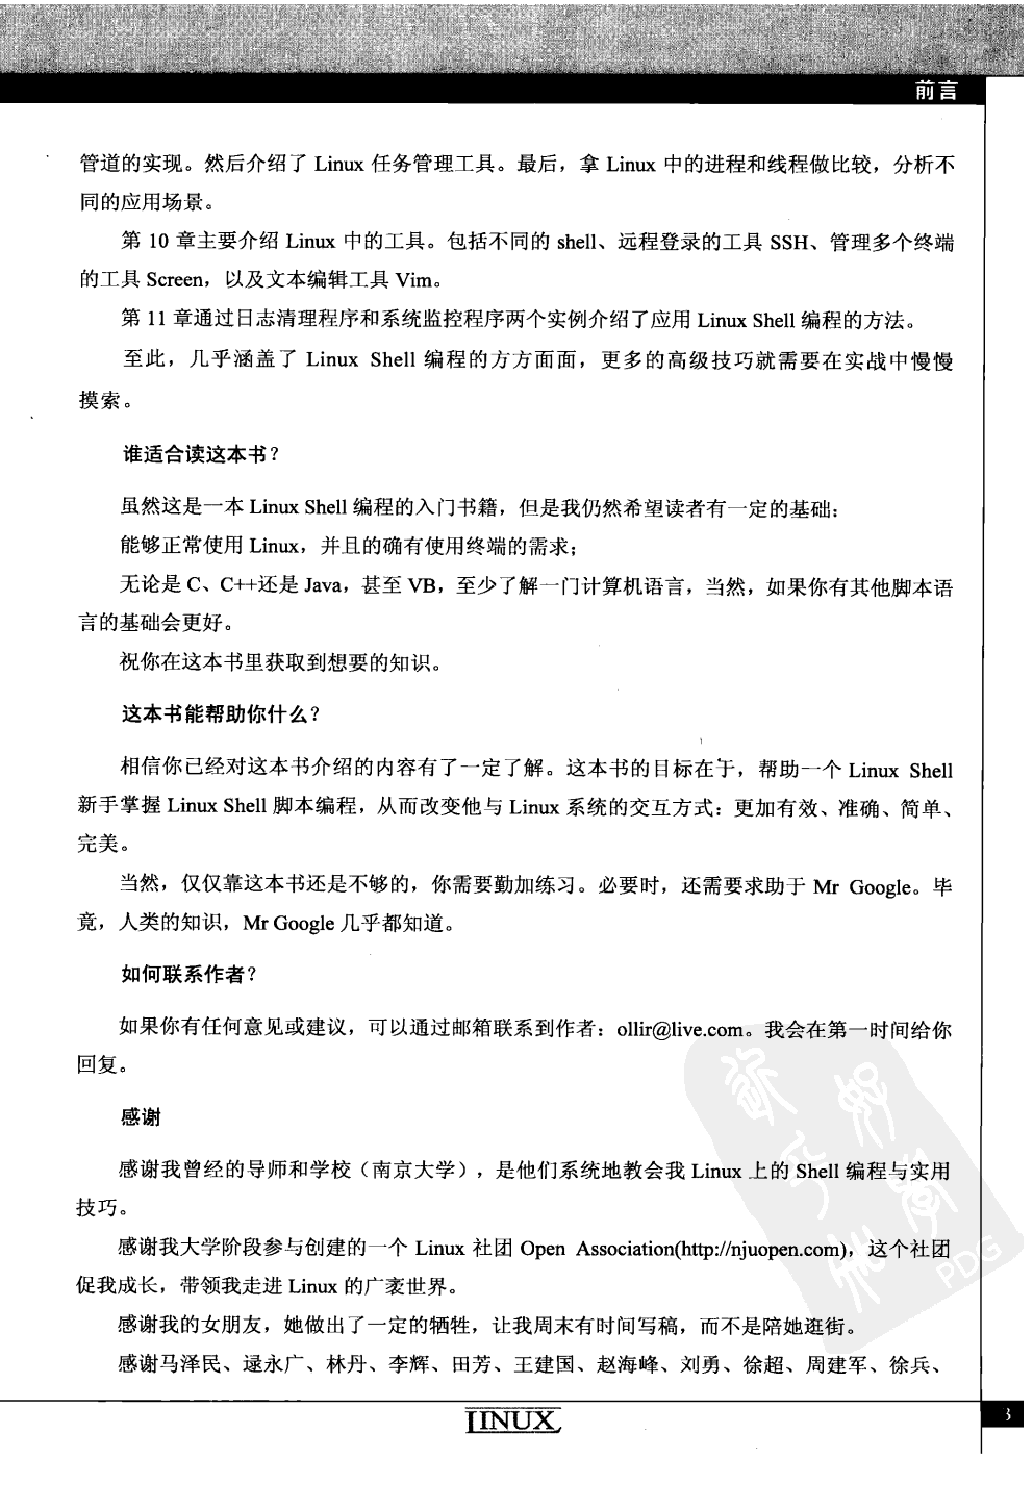 前言
管道的实现。然后介绍了 Linux 任务管理工具。最后，拿 Linux 中的进程和线程做比较，分析不
同的应用场景。
第 10 章主要介绍 Linux 中的工具。包括不同的 shell、远程登录的工具 SSH、管理多个终端
的工具 Screen，以及文本编辑工具 Vim。
第 11 章通过日志清理程序和系统监控程序两个实例介绍了应用 Linux Shell 编程的方法。
至此，几乎涵盖了 Linux Shell 编程的方方面面，更多的高级技巧就需要在实战中慢慢
摸索。
谁适合读这本书？
虽然这是一本 Linux Shell 编程的入门书籍，但是我仍然希望读者有一定的基础：
能够正常使用 Linux，并且的确有使用终端的需求；
无论是 C、C++还是 Java，甚至 VB，至少了解一门计算机语言，当然，如果你有其他脚本语
言的基础会更好。
祝你在这本书里获取到想要的知识。
这本书能帮助你什么？
相信你已经对这本书介绍的内容有了一定了解。这本书的目标在于，帮助一个 Linux Shell
新手掌握 Linux Shell 脚本编程，从而改变他与 Linux 系统的交互方式：更加有效、准确、简单、
完美。
当然，仅仅靠这本书还是不够的，你需要勤加练习。必要时，还需要求助于 Mr Google。毕
竟，人类的知识，Mr Google 几乎都知道。
如何联系作者？
如果你有任何意见或建议，可以通过邮箱联系到作者：ollir@live.com。我会在第一时间给你
回复。
感谢
感谢我曾经的导师和学校（南京大学），是他们系统地教会我 Linux 上的 Shell 编程与实用
技巧。
感谢我大学阶段参与创建的一个 Linux 社团 Open Association(http://njuopen.com)，这个社团
促我成长，带领我走进 Linux 的广袤世界。
感谢我的女朋友，她做出了一定的牺牲，让我周末有时间写稿，而不是陪她逛街。
感谢马泽民、逯永广、林丹、李辉、田芳、王建国、赵海峰、刘勇、徐超、周建军、徐兵、
PDG
LINUX
3